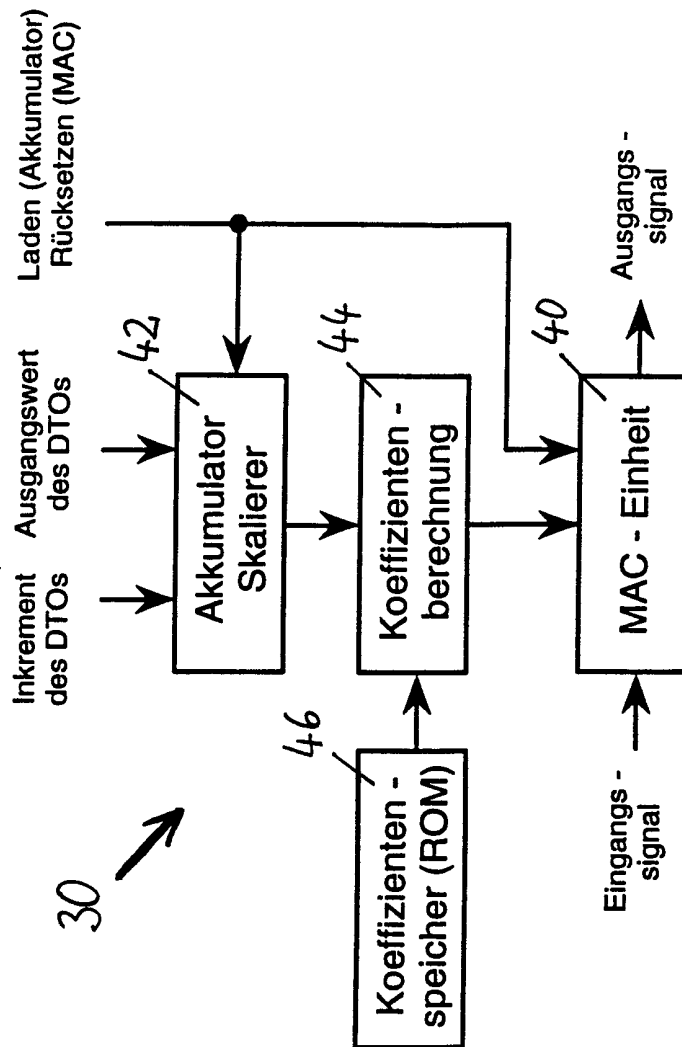 Inkrement
des DTOs
Ausgangswert
des DTOs
Laden (Akkumulator)
Rücksetzen (MAC)
30
42
Akkumulator
Skalierer
44
Koeffizienten -
berechnung
46
Koeffizienten -
speicher (ROM)
40
MAC - Einheit
Eingangs -
signal
Ausgangs -
signal